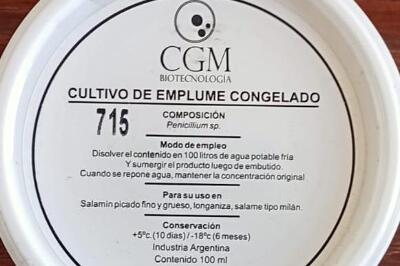 CGM
BIOTECNOLOGÍA
CULTIVO DE EMPLUME CONGELADO
715
COMPOSICIÓN
Penicillium sp.
Modo de empleo
Disolver el contenido en 100 litros de agua potable fría
Y sumergir el producto luego de embutido.
Cuando se repone agua, mantener la concentración original
Para su uso en
Salamín picado fino y grueso, longaniza, salame tipo milán.
Conservación
+5ºc. (10 días) / -18ºc (6 meses)
Industria Argentina
Contenido 100 ml